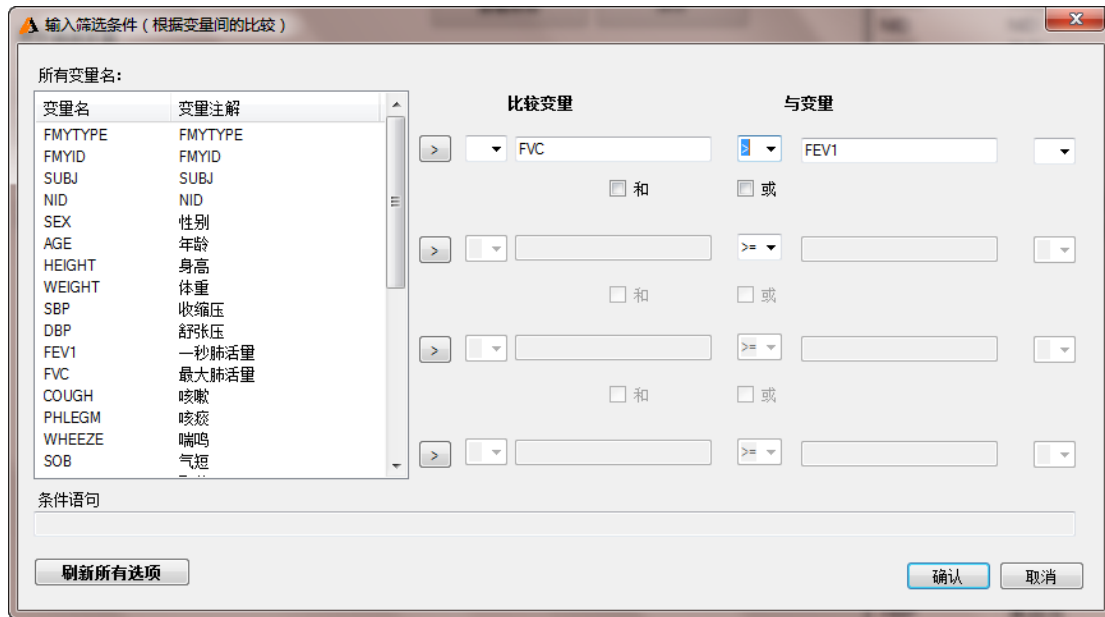 输入筛选条件（根据变量间的比较）
所有变量名:
变量名 变量注解
FMYTYPE FMYTYPE
FMYID FMYID
SUBJ SUBJ
NID NID
SEX 性别
AGE 年龄
HEIGHT 身高
WEIGHT 体重
SBP 收缩压
DBP 舒张压
FEV1 一秒肺活量
FVC 最大肺活量
COUGH 咳嗽
PHLEGM 咳痰
WHEEZE 喘鸣
SOB 气短
比较变量 与变量
> FVC > FEV1
和 或
> >=
和 或
> >=
和 或
> >=
条件语句
刷新所有选项 确认 取消